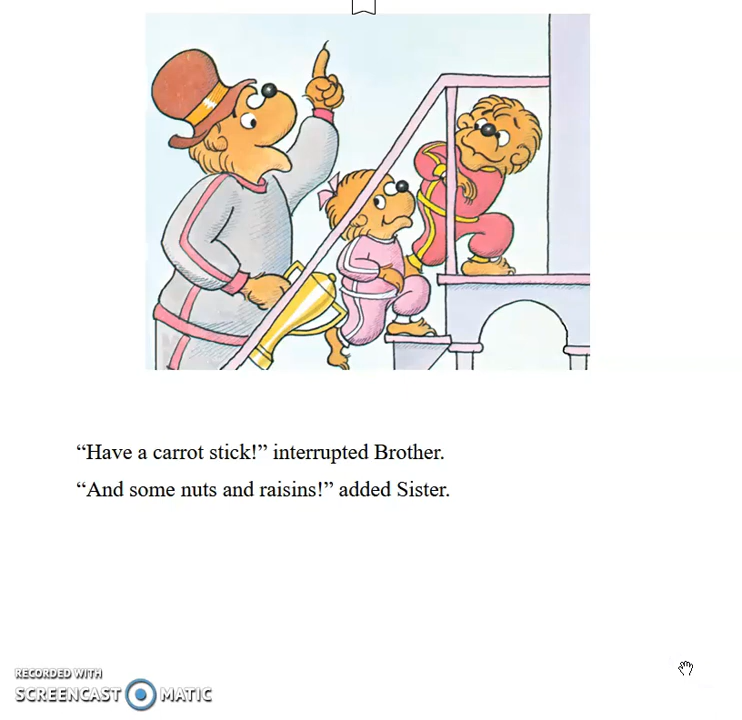 “Have a carrot stick!” interrupted Brother.
“And some nuts and raisins!” added Sister.
RECORDED WITH
SCREENCAST MATIC